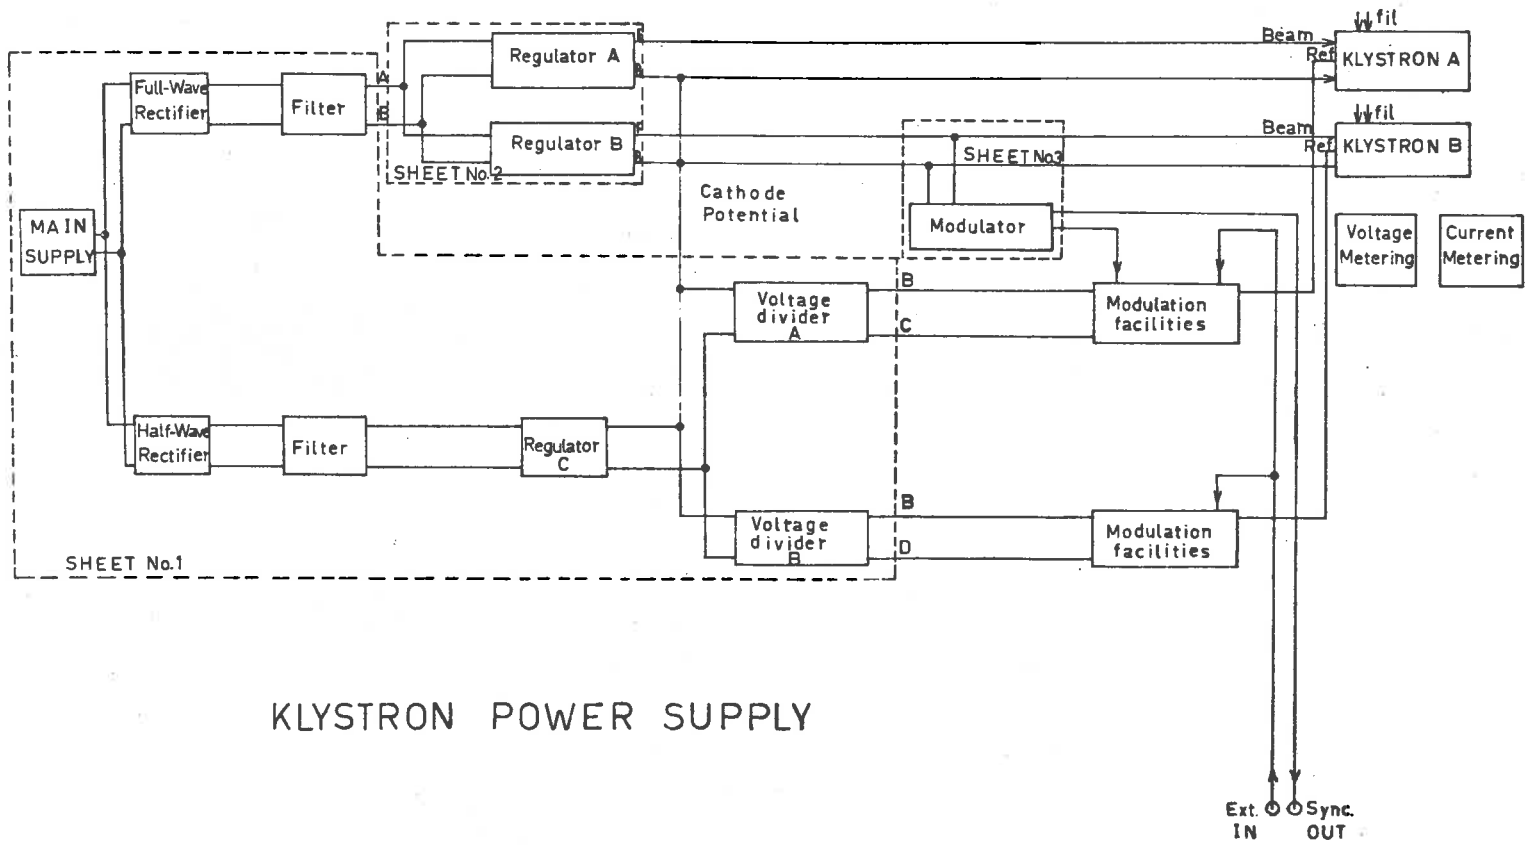 fil
Beam
Ref
KLYSTRON A
Regulator A
A
B
Full-Wave
Rectifier
Filter
fil
Beam
Ref
KLYSTRON B
Regulator B
SHEET No.2
SHEET No3
Cathode
Potential
MAIN
SUPPLY
Modulator
Voltage
Metering
Current
Metering
Voltage
divider
A
B
C
Modulation
facilities
Half-Wave
Rectifier
Filter
Regulator
C
Voltage
divider
B
B
D
Modulation
facilities
SHEET No.1
KLYSTRON POWER SUPPLY
Ext.
IN
Sync.
OUT